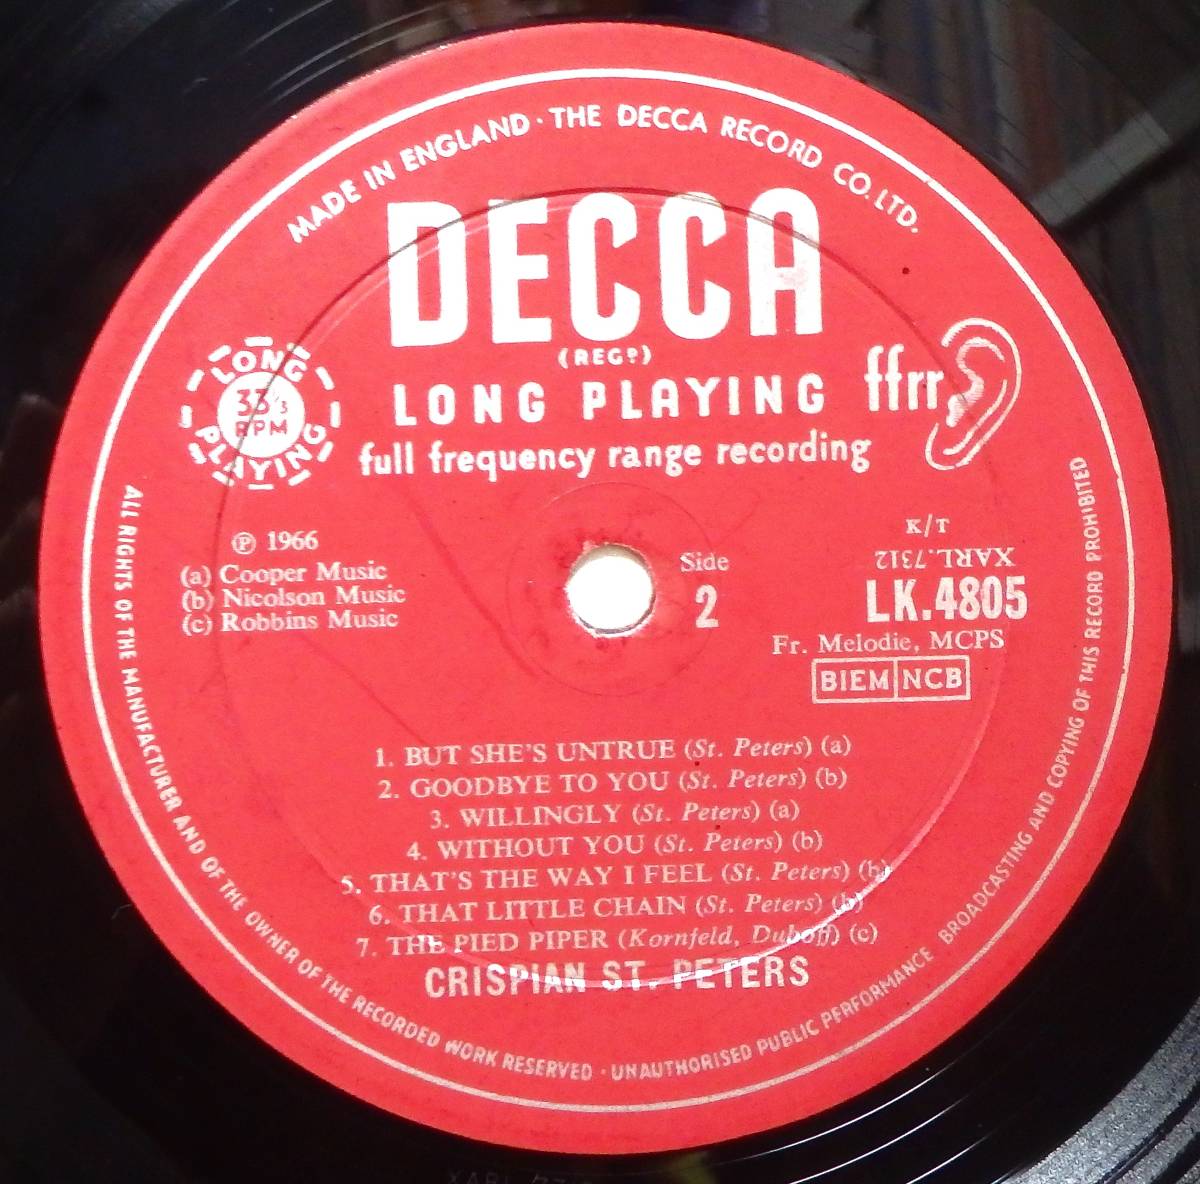 MADE IN ENGLAND · THE DECCA RECORD CO. LTD.
DECCA
(REGᴰ)
LONG PLAYING
ffrr
full frequency range recording
LONG
33 1/3
RPM
PLAYING
℗ 1966
(a) Cooper Music
(b) Nicolson Music
(c) Robbins Music
Side
2
K/T
XARL.7312
LK.4805
Fr. Melodie, MCPS
BIEM NCB
1. BUT SHE'S UNTRUE (St. Peters) (a)
2. GOODBYE TO YOU (St. Peters) (b)
3. WILLINGLY (St. Peters) (a)
4. WITHOUT YOU (St. Peters) (b)
5. THAT'S THE WAY I FEEL (St. Peters) (b)
6. THAT LITTLE CHAIN (St. Peters) (b)
7. THE PIED PIPER (Kornfeld, Duboff) (c)
CRISPIAN ST. PETERS
ALL RIGHTS OF THE MANUFACTURER AND OF THE OWNER OF THE RECORDED WORK RESERVED · UNAUTHORISED PUBLIC PERFORMANCE BROADCASTING AND COPYING OF THIS RECORD PROHIBITED